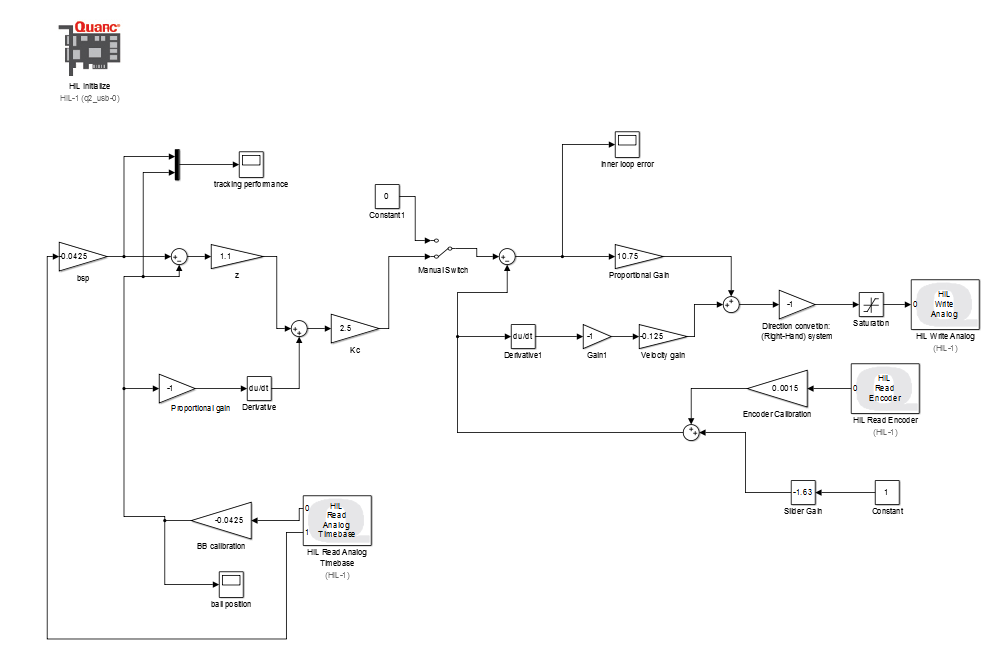 QUARC
HIL Initialize
HIL-1 (q2_usb-0)
tracking performance
Inner loop error
0
Constant1
-0.0425
bsp
1.1
z
Manual Switch
10.75
Proportional Gain
2.5
Kc
-1
Direction convetion:
(Right-Hand) system
Saturation
0
HIL
Write
Analog
HIL Write Analog
(HIL-1)
du/dt
Derivative1
-1
Gain1
-0.125
Velocity gain
-1
Proportional gain
du/dt
Derivative
0.0015
Encoder Calibration
0
HIL
Read
Encoder
HIL Read Encoder
(HIL-1)
-1.63
Slider Gain
1
Constant
-0.0425
BB calibration
0
1
HIL
Read
Analog
Timebase
HIL Read Analog
Timebase
(HIL-1)
ball position